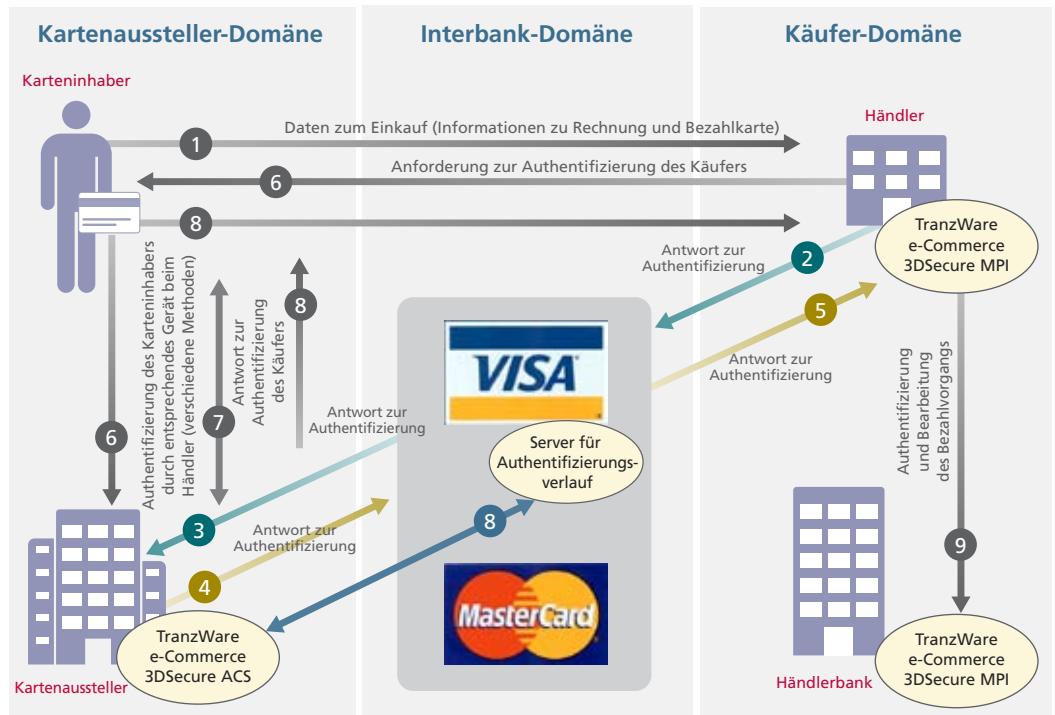 Kartenaussteller-Domäne
Interbank-Domäne
Käufer-Domäne
Karteninhaber
Händler
Daten zum Einkauf (Informationen zu Rechnung und Bezahlkarte)
1
Anforderung zur Authentifizierung des Käufers
6
8
TranzWare
e-Commerce
3DSecure MPI
Antwort zur
Authentifizierung
2
5
Antwort zur
Authentifizierung
6
Authentifizierung des Karteninhabers
durch entsprechendes Gerät beim
Händler (verschiedene Methoden)
7
Antwort zur
Authentifizierung
des Käufers
8
VISA
Antwort zur
Authentifizierung
Server für
Authentifizierungs-
verlauf
3
Antwort zur
Authentifizierung
4
8
MasterCard
Authentifizierung
und Bearbeitung
des Bezahlvorgangs
9
TranzWare
e-Commerce
3DSecure ACS
Kartenaussteller
Händlerbank
TranzWare
e-Commerce
3DSecure MPI